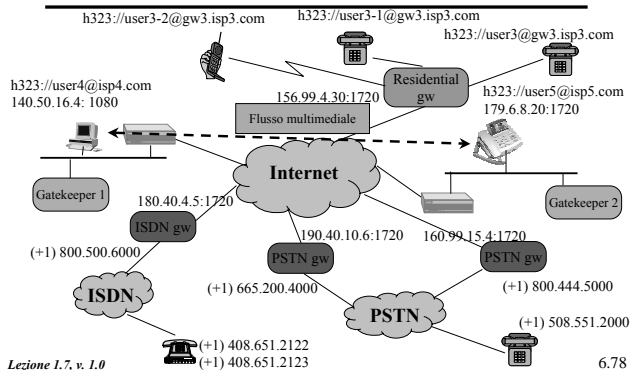 h323://user3-2@gw3.isp3.com
h323://user3-1@gw3.isp3.com
h323://user3@gw3.isp3.com
h323://user4@isp4.com
140.50.16.4: 1080
156.99.4.30:1720
Residential
gw
h323://user5@isp5.com
179.6.8.20:1720
Flusso multimediale
Internet
Gatekeeper 1
Gatekeeper 2
180.40.4.5:1720
ISDN gw
190.40.10.6:1720
160.99.15.4:1720
(+1) 800.500.6000
PSTN gw
PSTN gw
ISDN
(+1) 665.200.4000
(+1) 800.444.5000
PSTN
(+1) 508.551.2000
(+1) 408.651.2122
(+1) 408.651.2123
Lezione 1.7, v. 1.0
6.78